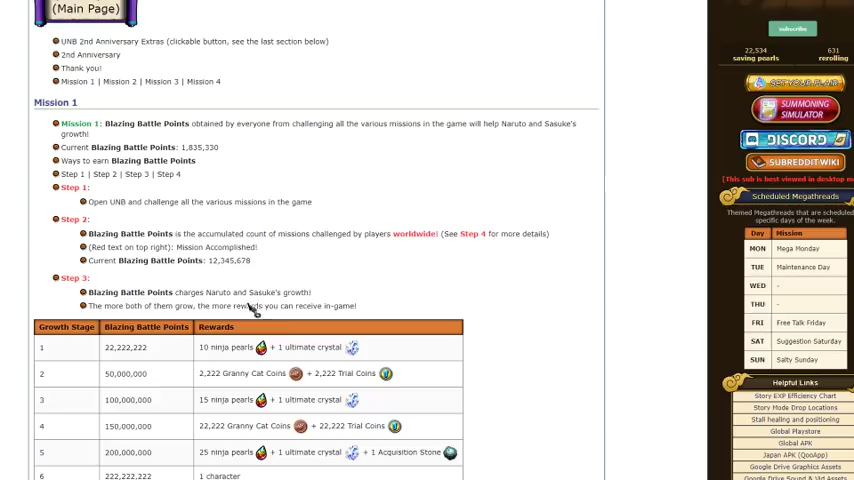 (Main Page)
UNB 2nd Anniversary Extras (clickable button, see the last section below)
2nd Anniversary
Thank you!
Mission 1 | Mission 2 | Mission 3 | Mission 4
Mission 1
Mission 1: Blazing Battle Points obtained by everyone from challenging all the various missions in the game will help Naruto and Sasuke's
growth!
Current Blazing Battle Points: 1,835,330
Ways to earn Blazing Battle Points
Step 1 | Step 2 | Step 3 | Step 4
Step 1:
Open UNB and challenge all the various missions in the game
Step 2:
Blazing Battle Points is the accumulated count of missions challenged by players worldwide! (See Step 4 for more details)
(Red text on top right): Mission Accomplished!
Current Blazing Battle Points: 12,345,678
Step 3:
Blazing Battle Points charges Naruto and Sasuke's growth!
The more both of them grow, the more rewards you can receive in-game!
Growth Stage Blazing Battle Points Rewards
1 22,222,222 10 ninja pearls + 1 ultimate crystal
2 50,000,000 2,222 Granny Cat Coins + 2,222 Trial Coins
3 100,000,000 15 ninja pearls + 1 ultimate crystal
4 150,000,000 22,222 Granny Cat Coins + 22,222 Trial Coins
5 200,000,000 25 ninja pearls + 1 ultimate crystal + 1 Acquisition Stone
6 222,222,222 1 character
subscribe
22,534 631
saving pearls rerolling
SET YOUR FLAIR
SUMMONING
SIMULATOR
DISCORD
SUBREDDIT WIKI
[This sub is best viewed in desktop
Scheduled Megathreads
Themed Megathreads that are scheduled
specific days of the week.
Day Mission
MON Mega Monday
TUE Maintenance Day
WED -
THU -
FRI Free Talk Friday
SAT Suggestion Saturday
SUN Salty Sunday
Helpful Links
Story EXP Efficiency Chart
Story Mode Drop Locations
Stall healing and positioning
Global Playstore
Global APK
Japan APK (QooApp)
Google Drive Graphics Assets
Google Drive Sound & Vid Assets